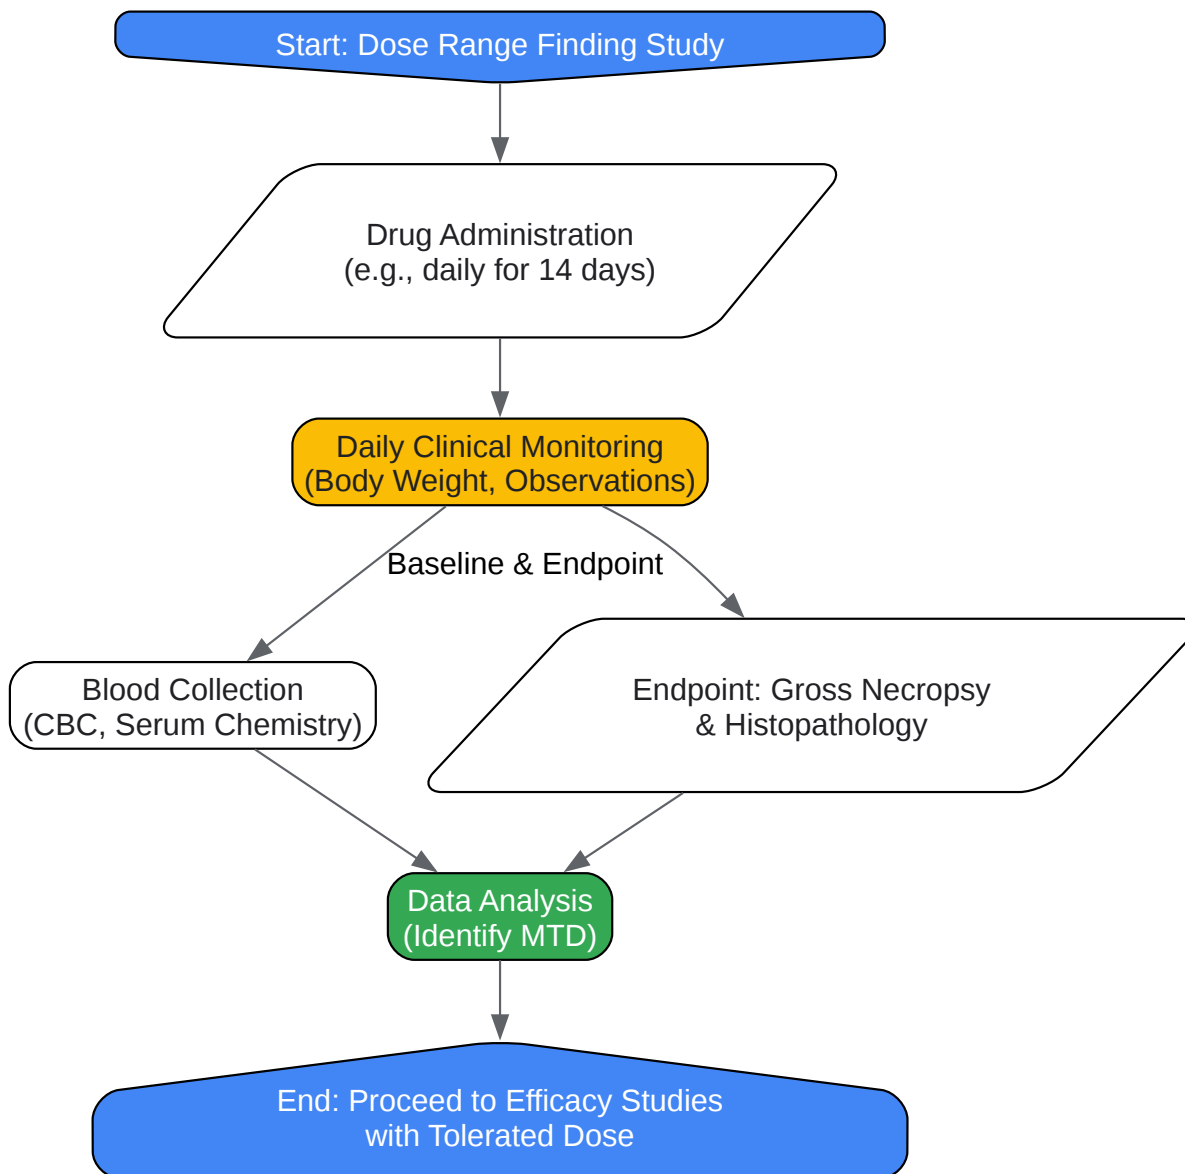 Start: Dose Range Finding Study
Drug Administration
(e.g., daily for 14 days)
Daily Clinical Monitoring
(Body Weight, Observations)
Baseline & Endpoint
Blood Collection
(CBC, Serum Chemistry)
Endpoint: Gross Necropsy
& Histopathology
Data Analysis
(Identify MTD)
End: Proceed to Efficacy Studies
with Tolerated Dose